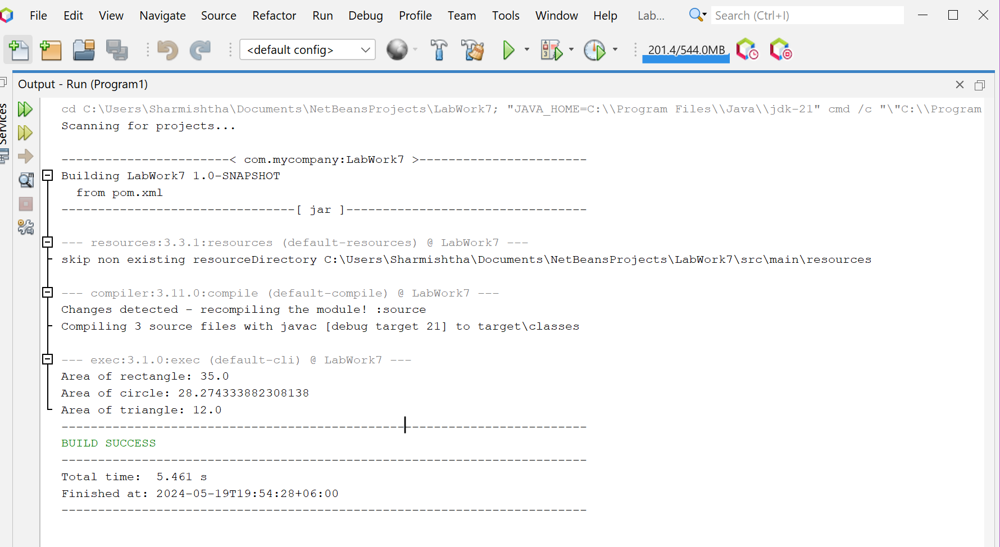 File Edit View Navigate Source Refactor Run Debug Profile Team Tools Window Help Lab... Search (Ctrl+I)
<default config> 201.4/544.0MB
Output - Run (Program1)
Services
cd C:\Users\Sharmishtha\Documents\NetBeansProjects\LabWork7; "JAVA_HOME=C:\\Program Files\\Java\\jdk-21" cmd /c "\"C:\\Program
Scanning for projects...
-----------------------< com.mycompany:LabWork7 >-----------------------
Building LabWork7 1.0-SNAPSHOT
  from pom.xml
--------------------------------[ jar ]---------------------------------
--- resources:3.3.1:resources (default-resources) @ LabWork7 ---
skip non existing resourceDirectory C:\Users\Sharmishtha\Documents\NetBeansProjects\LabWork7\src\main\resources
--- compiler:3.11.0:compile (default-compile) @ LabWork7 ---
Changes detected - recompiling the module! :source
Compiling 3 source files with javac [debug target 21] to target\classes
--- exec:3.1.0:exec (default-cli) @ LabWork7 ---
Area of rectangle: 35.0
Area of circle: 28.274333882308138
Area of triangle: 12.0
------------------------------------------------------------------------
BUILD SUCCESS
------------------------------------------------------------------------
Total time:  5.461 s
Finished at: 2024-05-19T19:54:28+06:00
------------------------------------------------------------------------